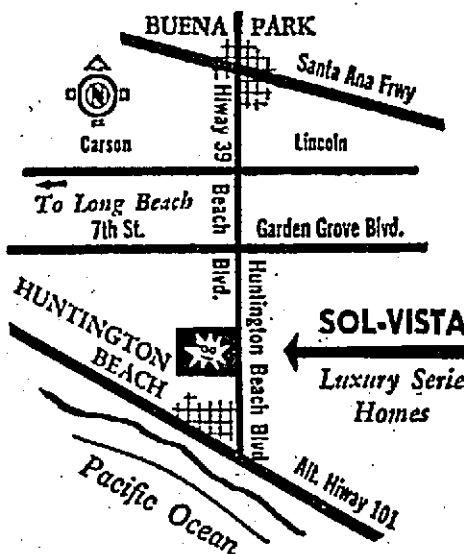 BUENA PARK
Santa Ana Frwy
N
Carson
Hiway 39
Lincoln
To Long Beach
7th St.
Beach Blvd.
Garden Grove Blvd.
HUNTINGTON
BEACH
Huntington Beach Blvd
SOL-VISTA
Luxury Serie
Homes
Alt. Hiway 101
Pacific Ocean